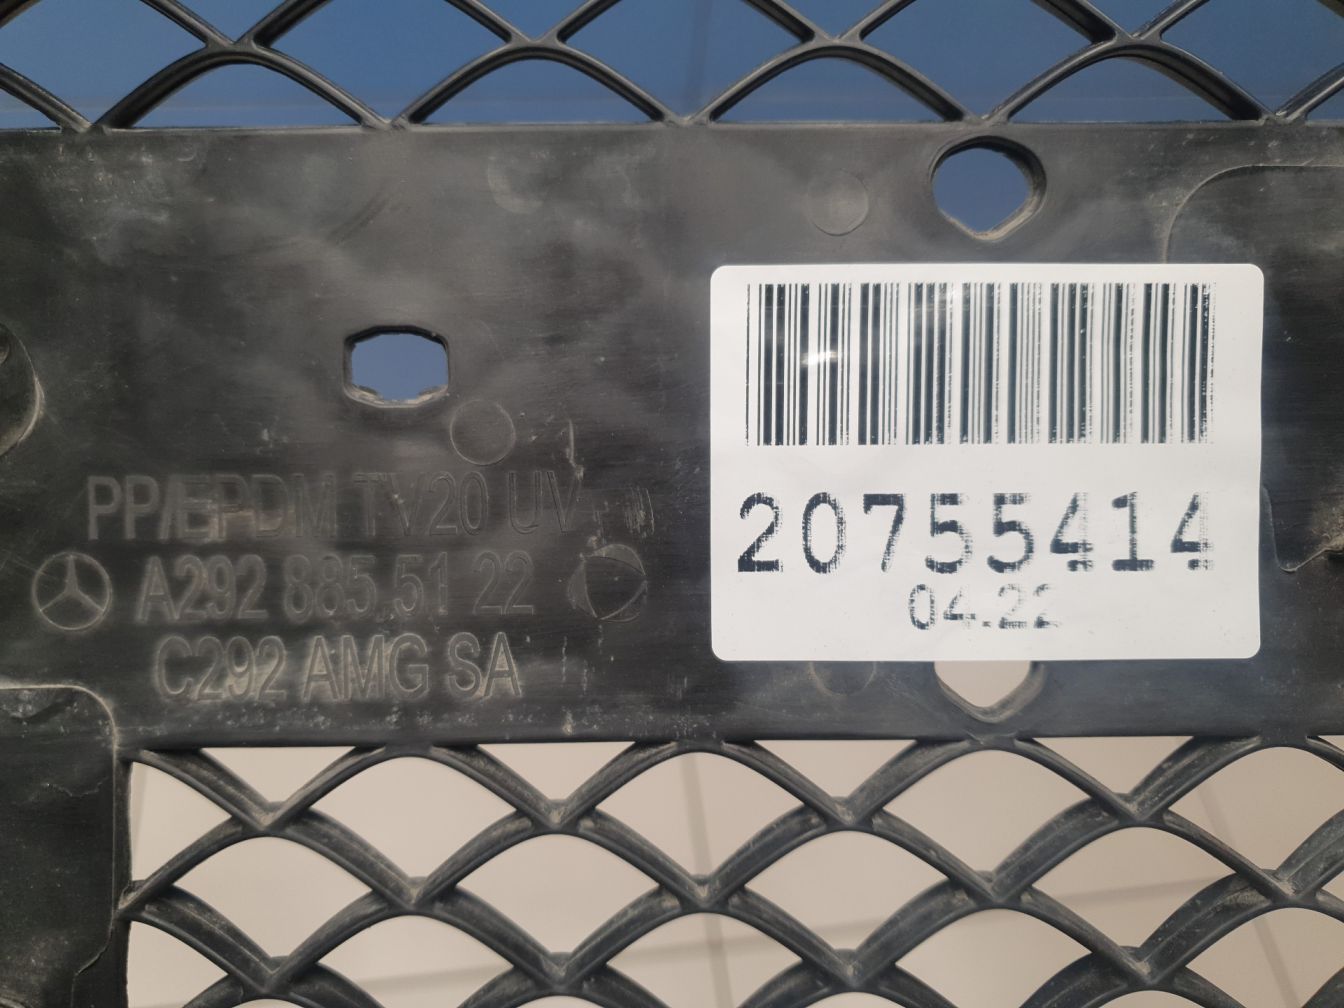 PP/EPDM TV20 UV
A292 885 51 22
C292 AMG SA
20755414
04.22